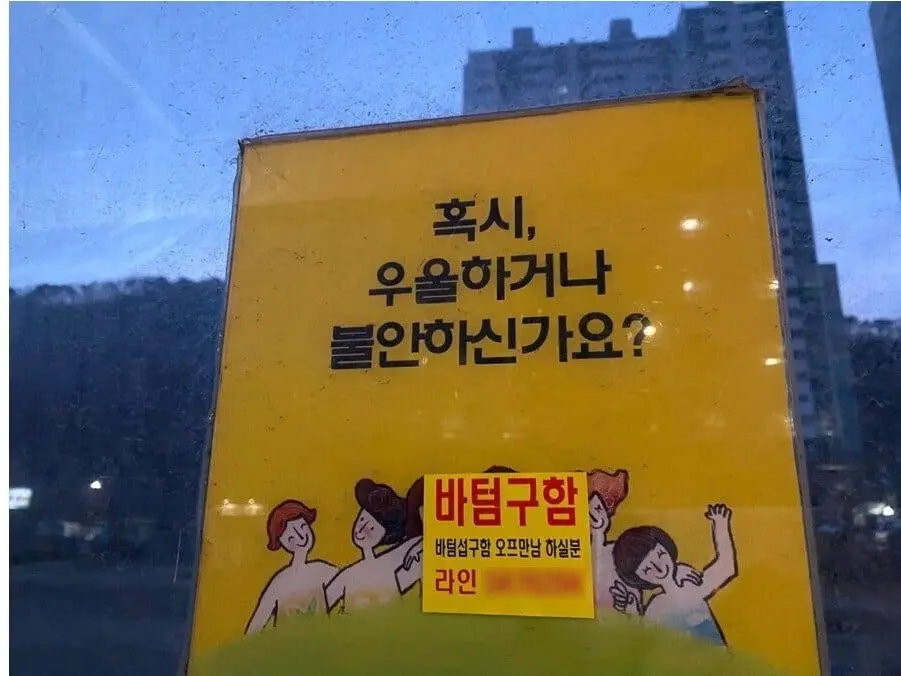 혹시,
우울하거나
불안하신가요?
바텀구함
바텀섭구함 오프만남 하실분
라인